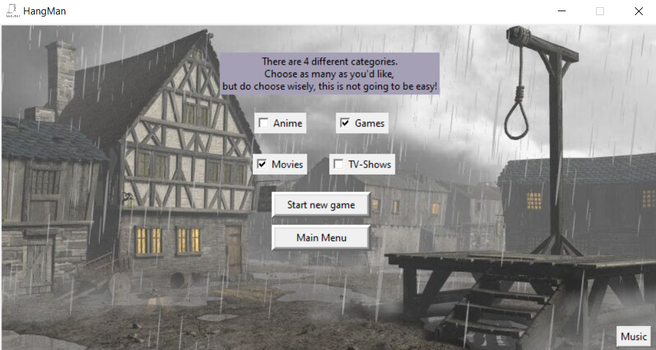 HangMan
There are 4 different categories.
Choose as many as you'd like,
but do choose wisely, this is not going to be easy!
Anime
Games
Movies
TV-Shows
Start new game
Main Menu
Music